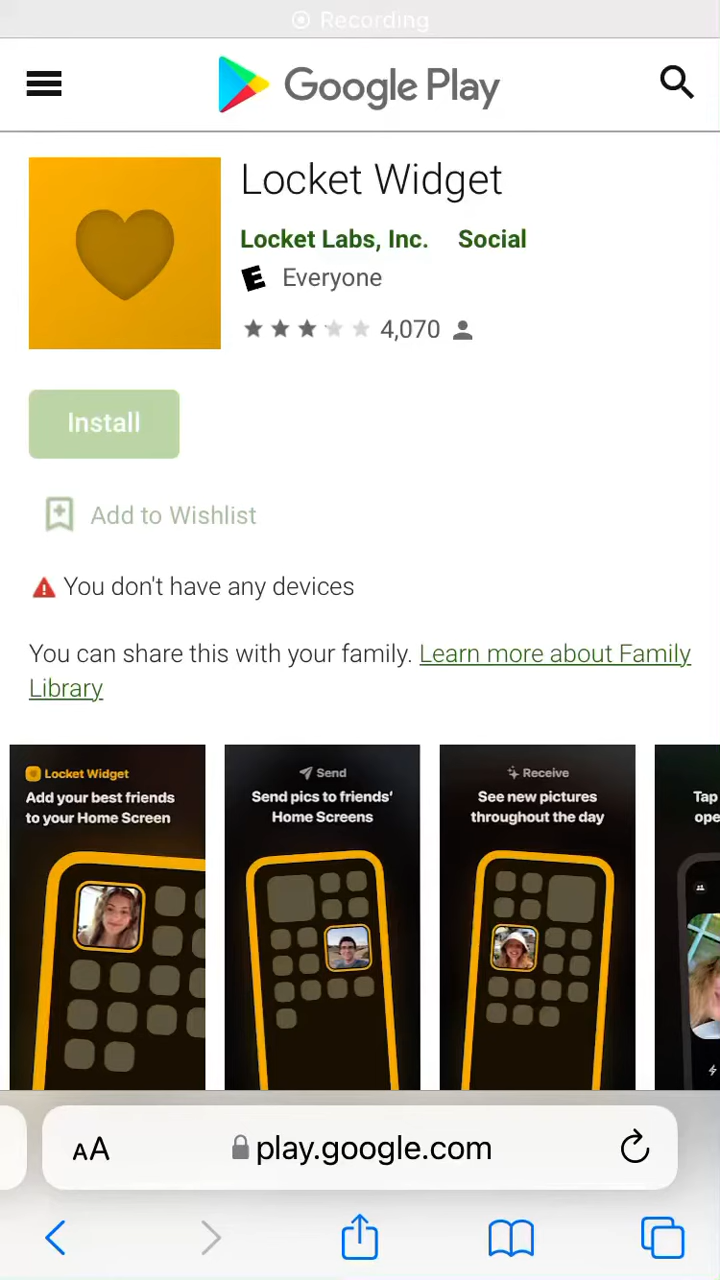 Recording
Google Play
Locket Widget
Locket Labs, Inc. Social
E Everyone
4,070
Install
Add to Wishlist
You don't have any devices
You can share this with your family. Learn more about Family
Library
Locket Widget
Add your best friends
to your Home Screen
Send
Send pics to friends'
Home Screens
Receive
See new pictures
throughout the day
Tap
ope
AA play.google.com